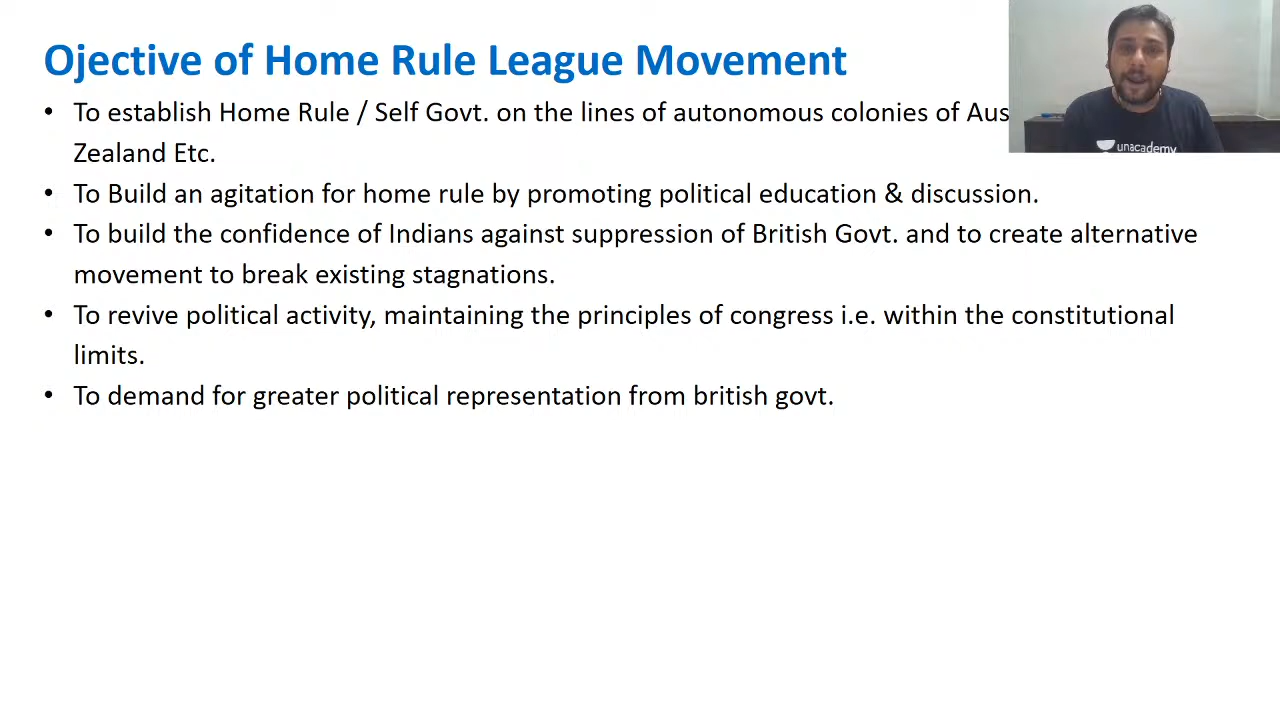 Ojective of Home Rule League Movement
• To establish Home Rule / Self Govt. on the lines of autonomous colonies of
Zealand Etc.
• To Build an agitation for home rule by promoting political education & discussion.
• To build the confidence of Indians against suppression of British Govt. and to create alternative
movement to break existing stagnations.
• To revive political activity, maintaining the principles of congress i.e. within the constitutional
limits.
• To demand for greater political representation from british govt.
unacademy